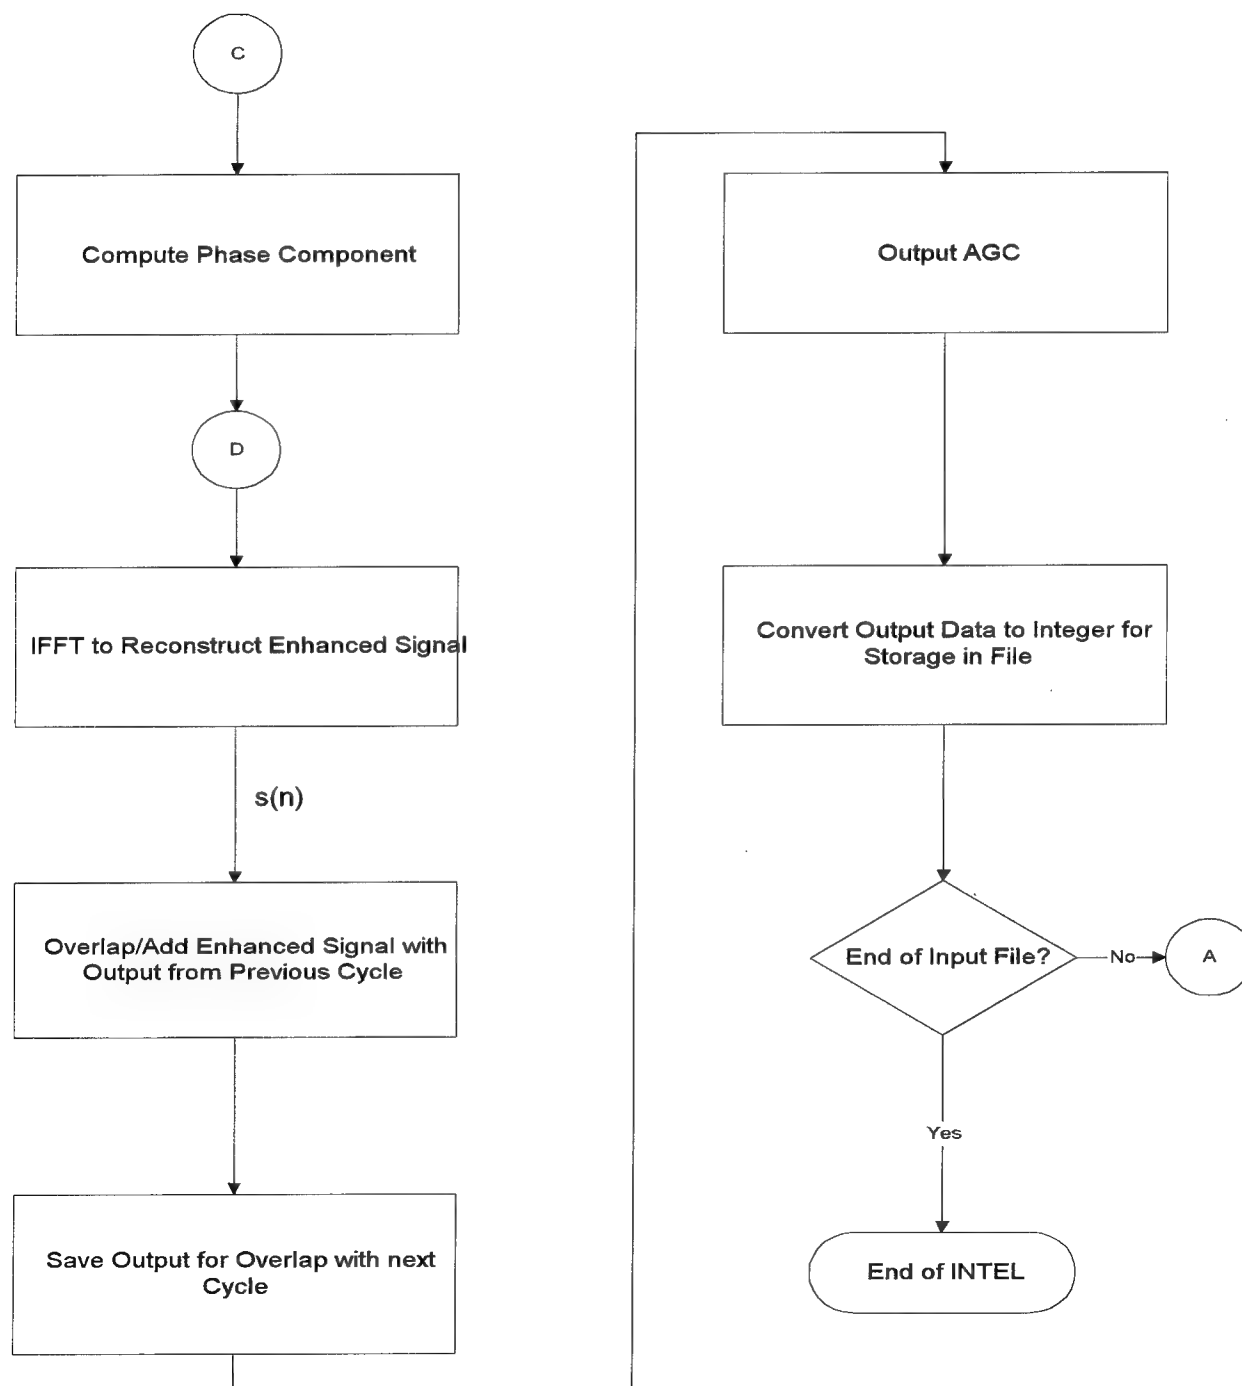 C
Compute Phase Component
D
IFFT to Reconstruct Enhanced Signal
s(n)
Overlap/Add Enhanced Signal with
Output from Previous Cycle
Save Output for Overlap with next
Cycle
Output AGC
Convert Output Data to Integer for
Storage in File
End of Input File?
No
A
Yes
End of INTEL